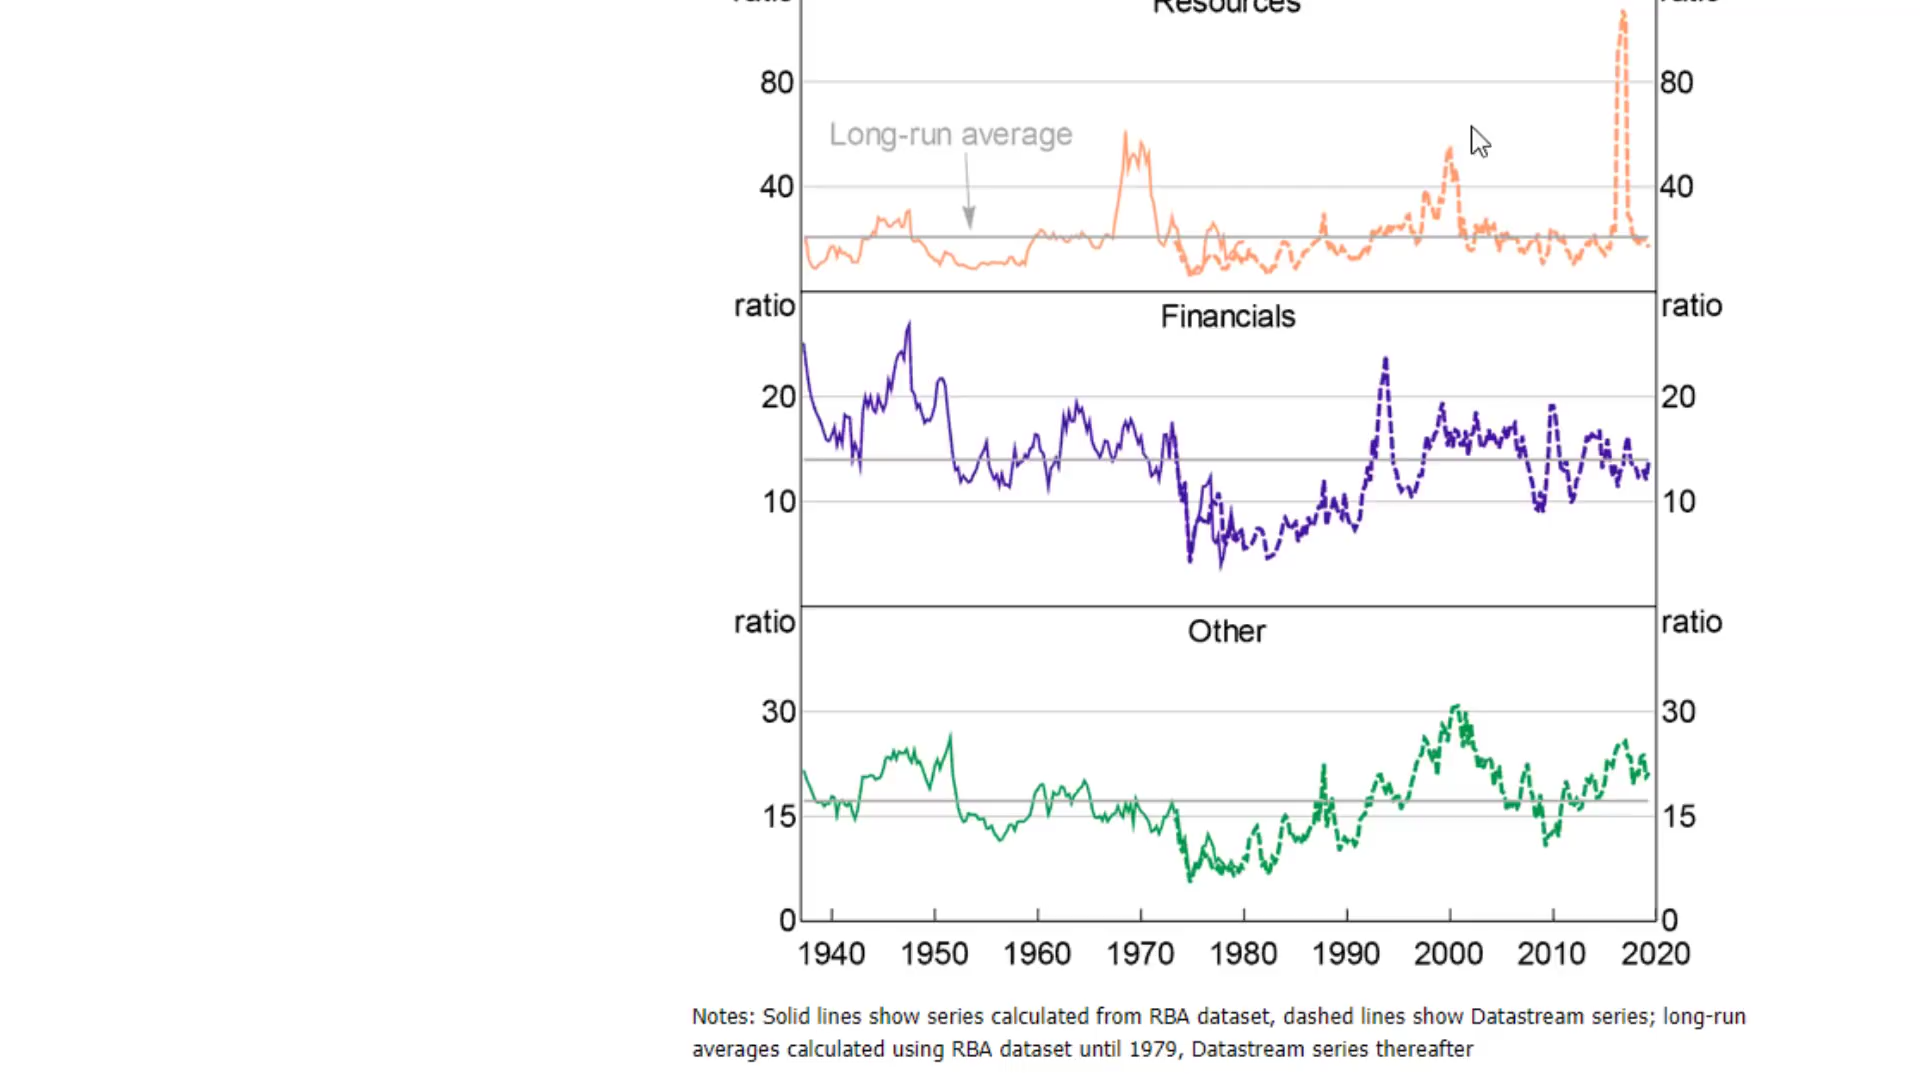 ratio Resources ratio
80 80
Long-run average
40 40
ratio Financials ratio
20 20
10 10
ratio Other ratio
30 30
15 15
0 0
1940 1950 1960 1970 1980 1990 2000 2010 2020
Notes: Solid lines show series calculated from RBA dataset, dashed lines show Datastream series; long-run
averages calculated using RBA dataset until 1979, Datastream series thereafter